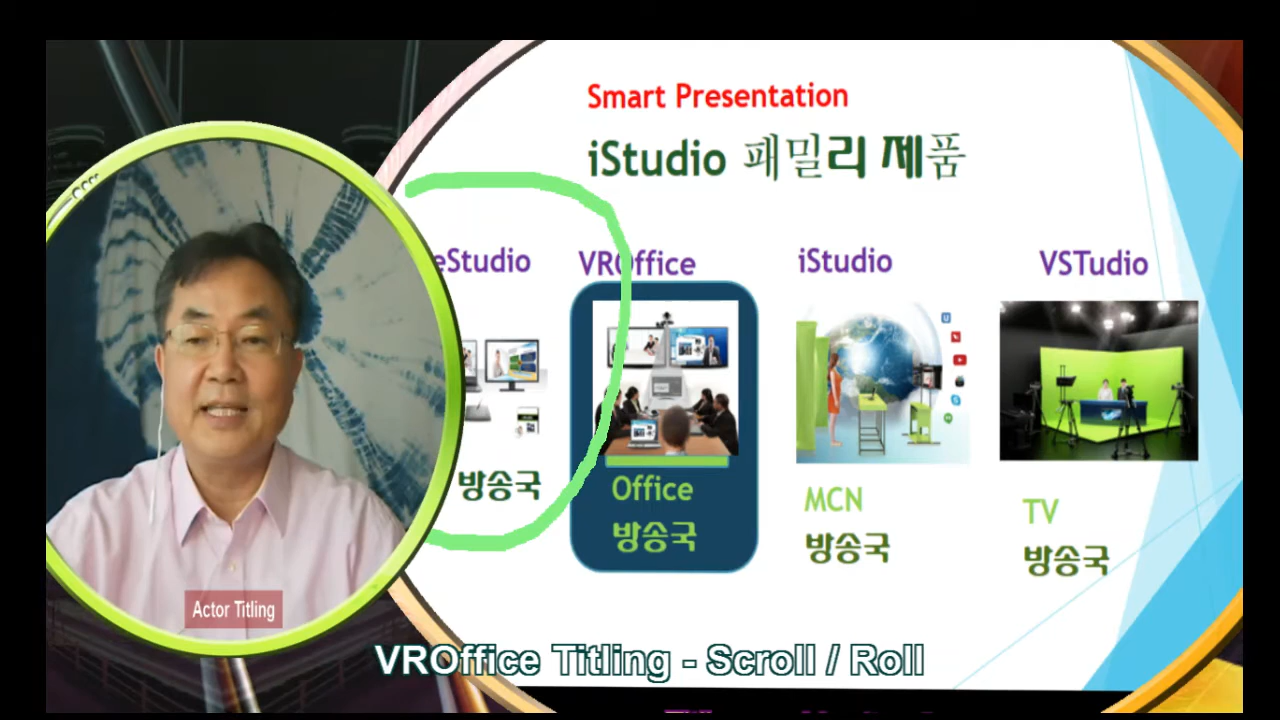 Smart Presentation
iStudio 패밀리 제품
eStudio
VROffice
iStudio
VSTudio
방송국
Office
방송국
MCN
방송국
TV
방송국
Actor Titling
VROffice Titling - Scroll / Roll